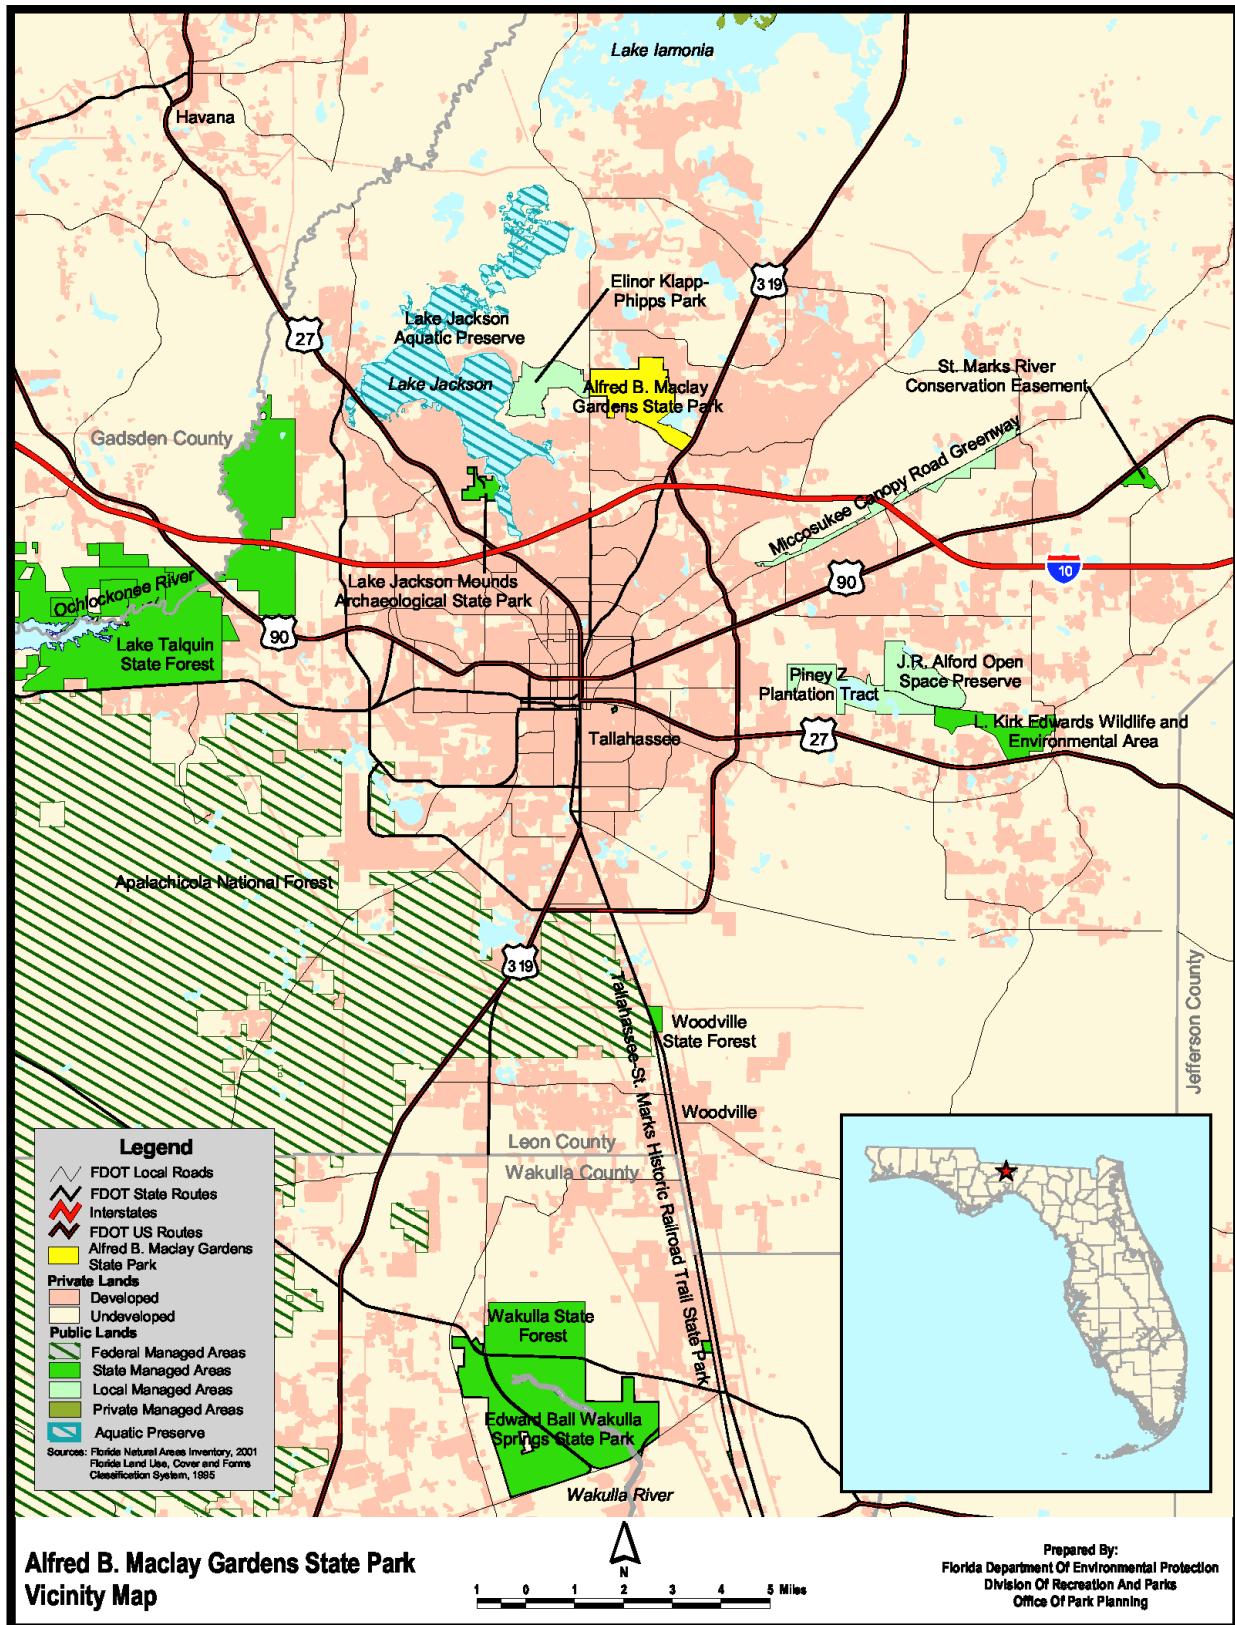 Lake Iamonia
Havana
Elinor Klapp-
Phipps Park
319
Lake Jackson
Aquatic Preserve
27
St. Marks River
Conservation Easement
Lake Jackson
Alfred B. Maclay
Gardens State Park
Gadsden County
Miccosukee Canopy Road Greenway
10
90
Lake Jackson Mounds
Archaeological State Park
Ochlockonee River
90
Lake Talquin
State Forest
J.R. Alford Open
Space Preserve
Piney Z
Plantation Tract
L. Kirk Edwards Wildlife and
Environmental Area
27
Tallahassee
Apalachicola National Forest
319
Tallahassee-St. Marks Historic Railroad Trail State Park
Woodville
State Forest
Jefferson County
Woodville
Leon County
Wakulla County
Wakulla State
Forest
Edward Ball Wakulla
Springs State Park
Wakulla River
Legend
FDOT Local Roads
FDOT State Routes
Interstates
FDOT US Routes
Alfred B. Maclay Gardens
State Park
Private Lands
Developed
Undeveloped
Public Lands
Federal Managed Areas
State Managed Areas
Local Managed Areas
Private Managed Areas
Aquatic Preserve
Sources: Florida Natural Areas Inventory, 2001
Florida Land Use, Cover and Forms
Classification System, 1995
Alfred B. Maclay Gardens State Park
Vicinity Map
N
1 0 1 2 3 4 5 Miles
Prepared By:
Florida Department Of Environmental Protection
Division Of Recreation And Parks
Office Of Park Planning